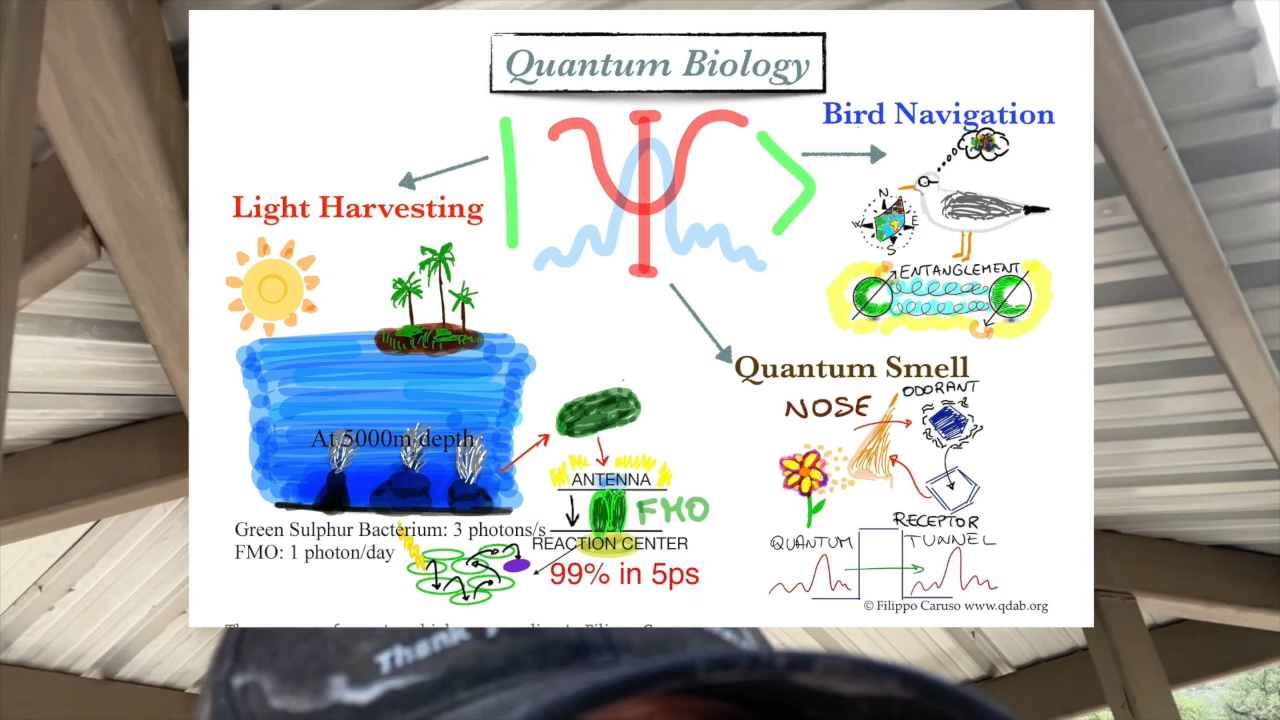 Quantum Biology
Bird Navigation
Light Harvesting
N
W E
S
ENTANGLEMENT
Quantum Smell
ODORANT
NOSE
At 5000m depth
ANTENNA
FMO
RECEPTOR
Green Sulphur Bacterium: 3 photons/s
FMO: 1 photon/day
REACTION CENTER
QUANTUM TUNNEL
99% in 5ps
© Filippo Caruso www.qdab.org
Thank